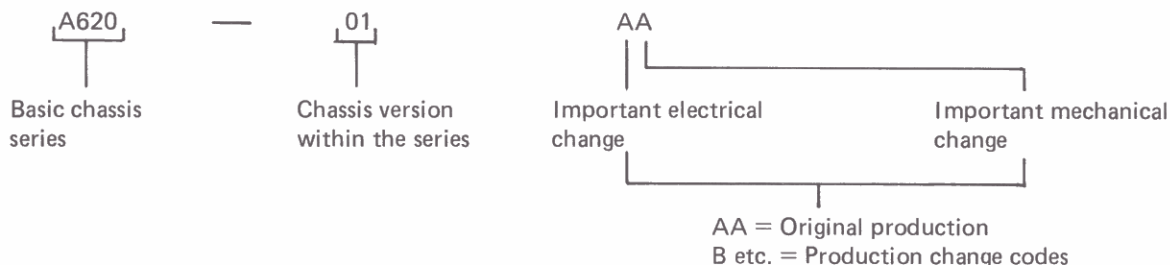 A620 — 01 AA
Basic chassis
series
Chassis version
within the series
Important electrical
change
Important mechanical
change
AA = Original production
B etc. = Production change codes